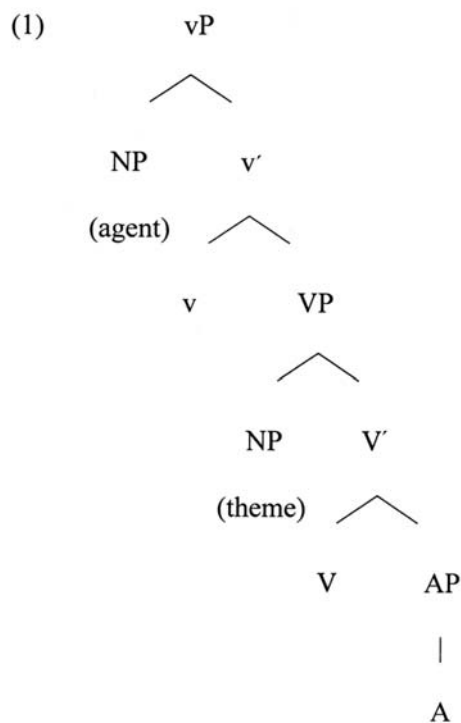 (1) vP
NP v´
(agent)
v VP
NP V´
(theme)
V AP
A